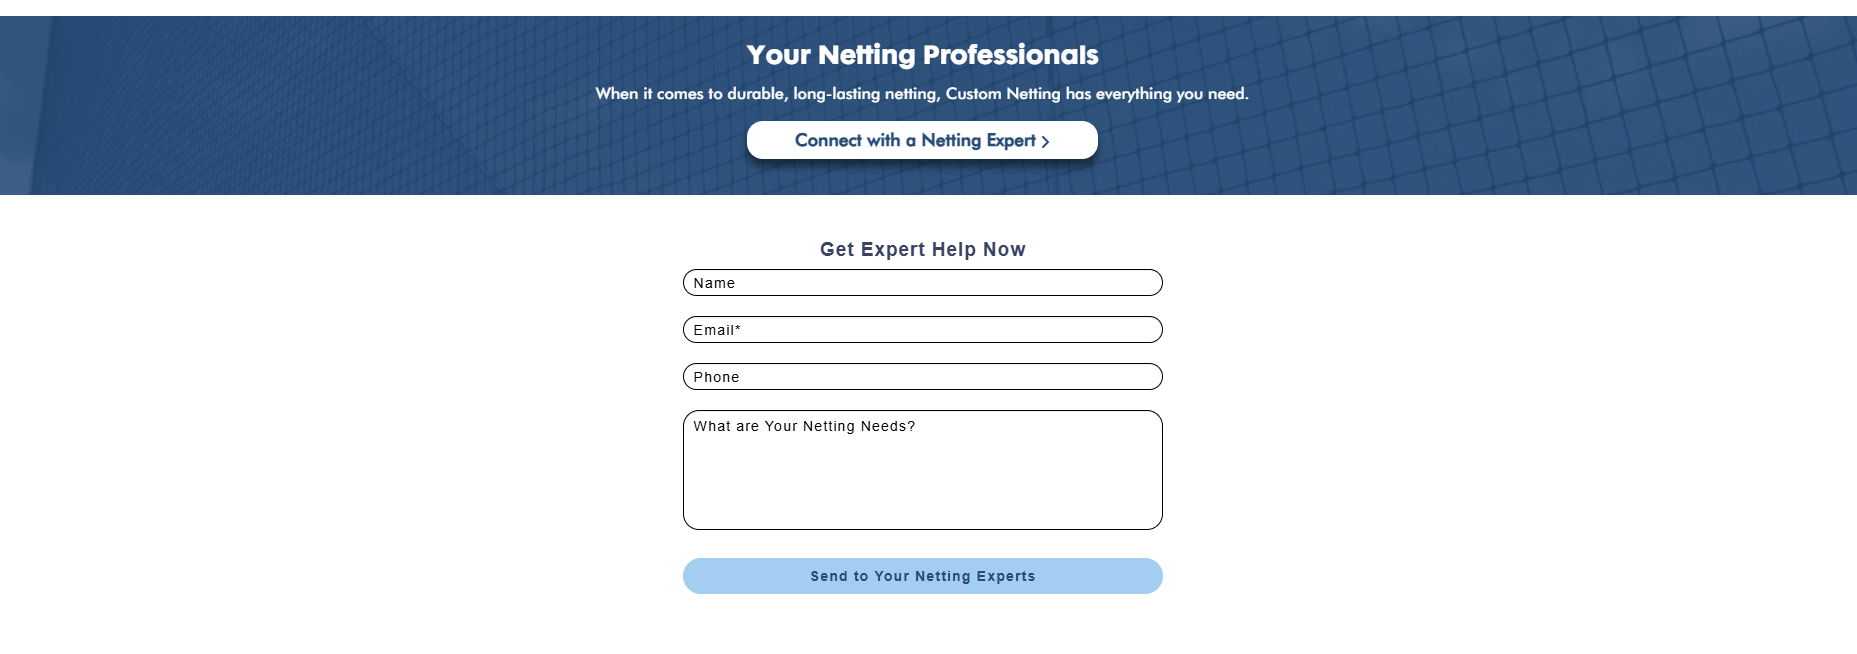 Your Netting Professionals
When it comes to durable, long-lasting netting, Custom Netting has everything you need.
Connect with a Netting Expert >
Get Expert Help Now
Name
Email*
Phone
What are Your Netting Needs?
Send to Your Netting Experts